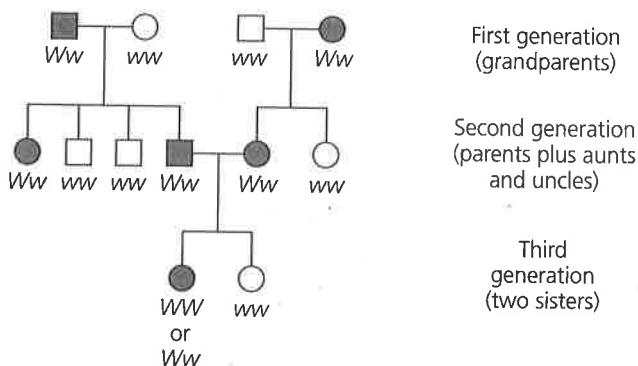 Ww ww ww Ww
First generation
(grandparents)
Ww ww ww Ww Ww ww
Second generation
(parents plus aunts
and uncles)
WW
or
Ww
ww
Third
generation
(two sisters)